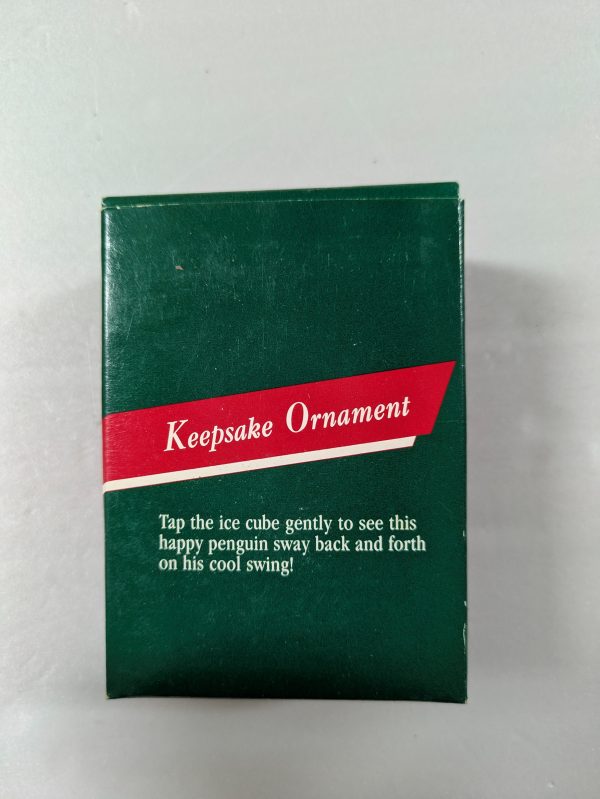 Keepsake Ornament
Tap the ice cube gently to see this
happy penguin sway back and forth
on his cool swing!